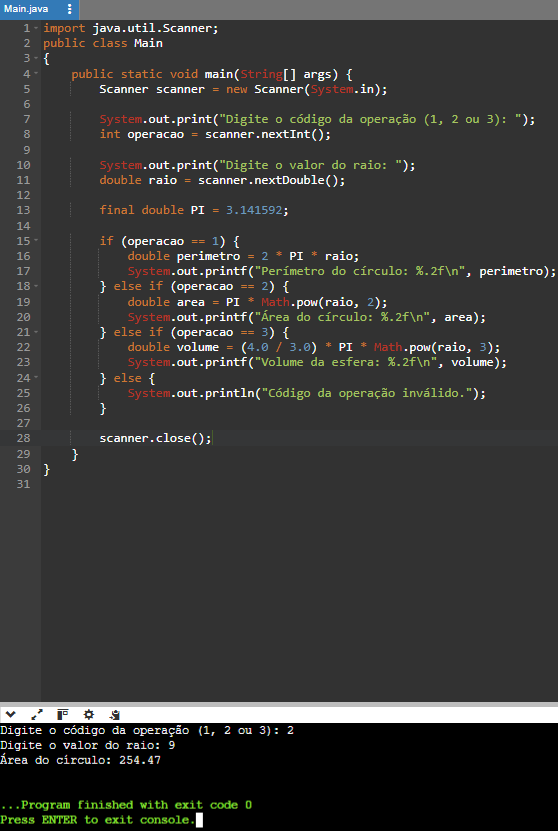 Main.java
1 import java.util.Scanner;
2 public class Main
3 {
4 public static void main(String[] args) {
5 Scanner scanner = new Scanner(System.in);
6
7 System.out.print("Digite o código da operação (1, 2 ou 3): ");
8 int operacao = scanner.nextInt();
9
10 System.out.print("Digite o valor do raio: ");
11 double raio = scanner.nextDouble();
12
13 final double PI = 3.141592;
14
15 if (operacao == 1) {
16 double perimetro = 2 * PI * raio;
17 System.out.printf("Perímetro do círculo: %.2f\n", perimetro);
18 } else if (operacao == 2) {
19 double area = PI * Math.pow(raio, 2);
20 System.out.printf("Área do círculo: %.2f\n", area);
21 } else if (operacao == 3) {
22 double volume = (4.0 / 3.0) * PI * Math.pow(raio, 3);
23 System.out.printf("Volume da esfera: %.2f\n", volume);
24 } else {
25 System.out.println("Código da operação inválido.");
26 }
27
28 scanner.close();
29 }
30 }
31
Digite o código da operação (1, 2 ou 3): 2
Digite o valor do raio: 9
Área do círculo: 254.47
...Program finished with exit code 0
Press ENTER to exit console.